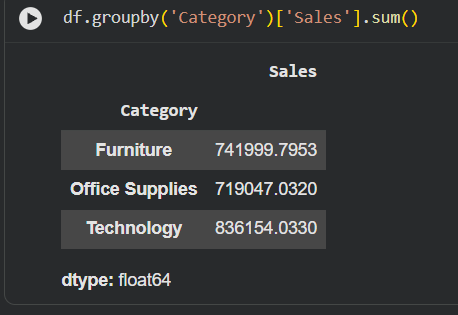 df.groupby('Category')['Sales'].sum()
Sales
Category
Furniture 741999.7953
Office Supplies 719047.0320
Technology 836154.0330
dtype: float64